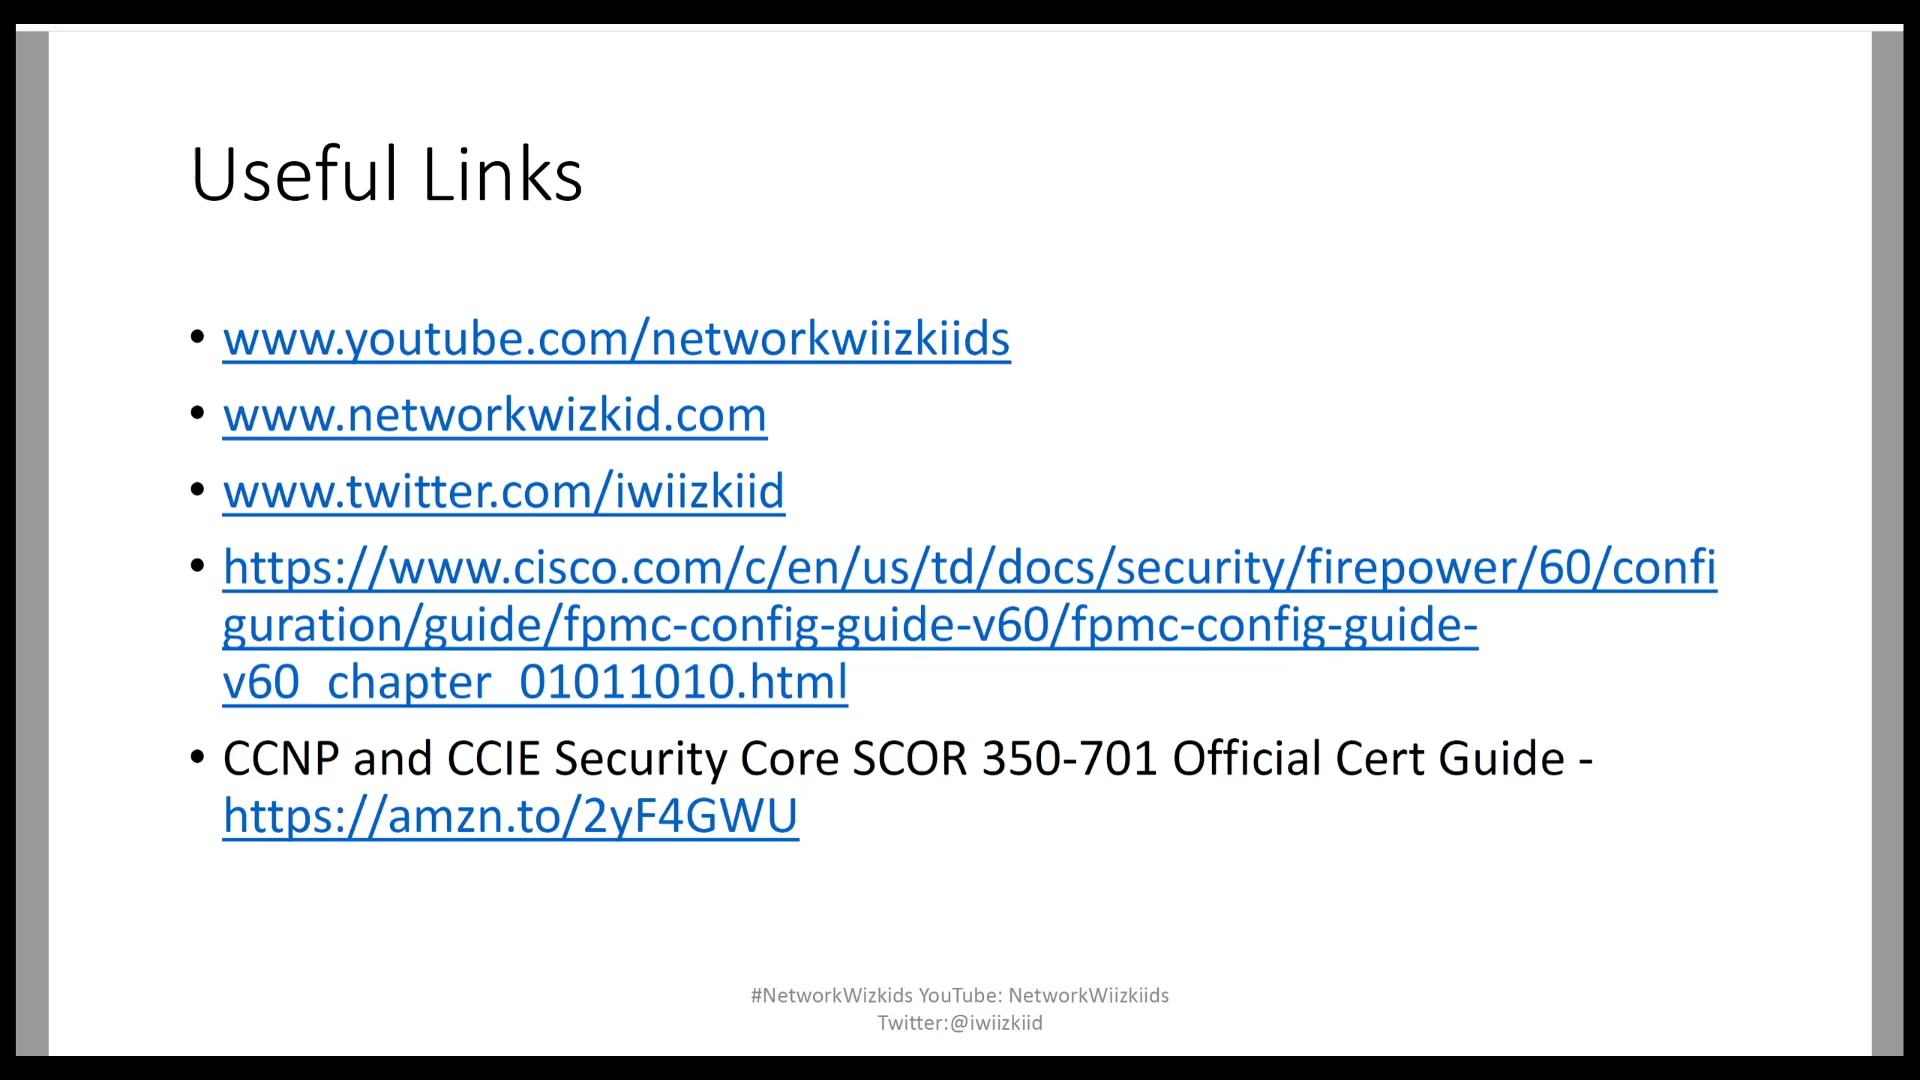 Useful Links
• www.youtube.com/networkwiizkiids
• www.networkwizkid.com
• www.twitter.com/iwiizkiid
• https://www.cisco.com/c/en/us/td/docs/security/firepower/60/confi
guration/guide/fpmc-config-guide-v60/fpmc-config-guide-
v60_chapter_01011010.html
• CCNP and CCIE Security Core SCOR 350-701 Official Cert Guide -
https://amzn.to/2yF4GWU
#NetworkWizkids YouTube: NetworkWiizkiids
Twitter:@iwiizkiid